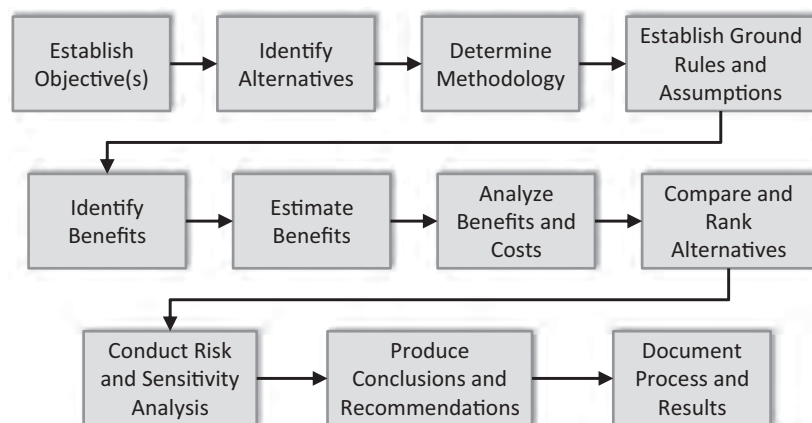 Establish
Objective(s)
Identify
Alternatives
Determine
Methodology
Establish Ground
Rules and
Assumptions
Identify
Benefits
Estimate
Benefits
Analyze
Benefits and
Costs
Compare and
Rank
Alternatives
Conduct Risk
and Sensitivity
Analysis
Produce
Conclusions and
Recommendations
Document
Process and
Results